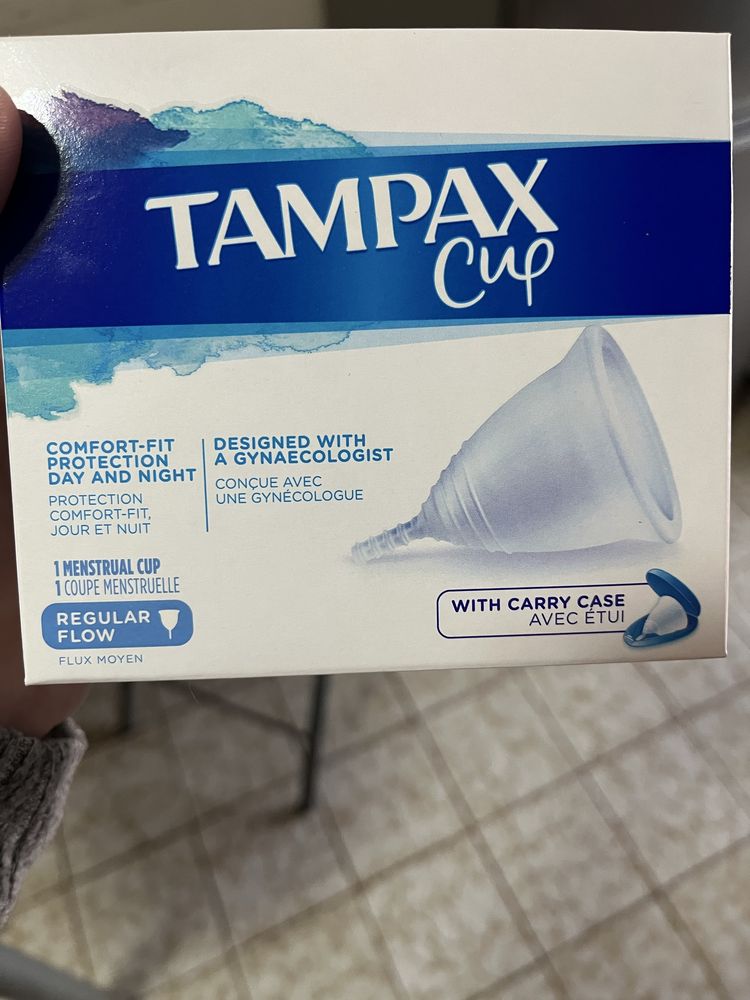 TAMPAX
Cup
COMFORT-FIT
PROTECTION
DAY AND NIGHT
PROTECTION
COMFORT-FIT,
JOUR ET NUIT
DESIGNED WITH
A GYNAECOLOGIST
CONÇUE AVEC
UNE GYNÉCOLOGUE
1 MENSTRUAL CUP
1 COUPE MENSTRUELLE
REGULAR
FLOW
FLUX MOYEN
WITH CARRY CASE
AVEC ÉTUI